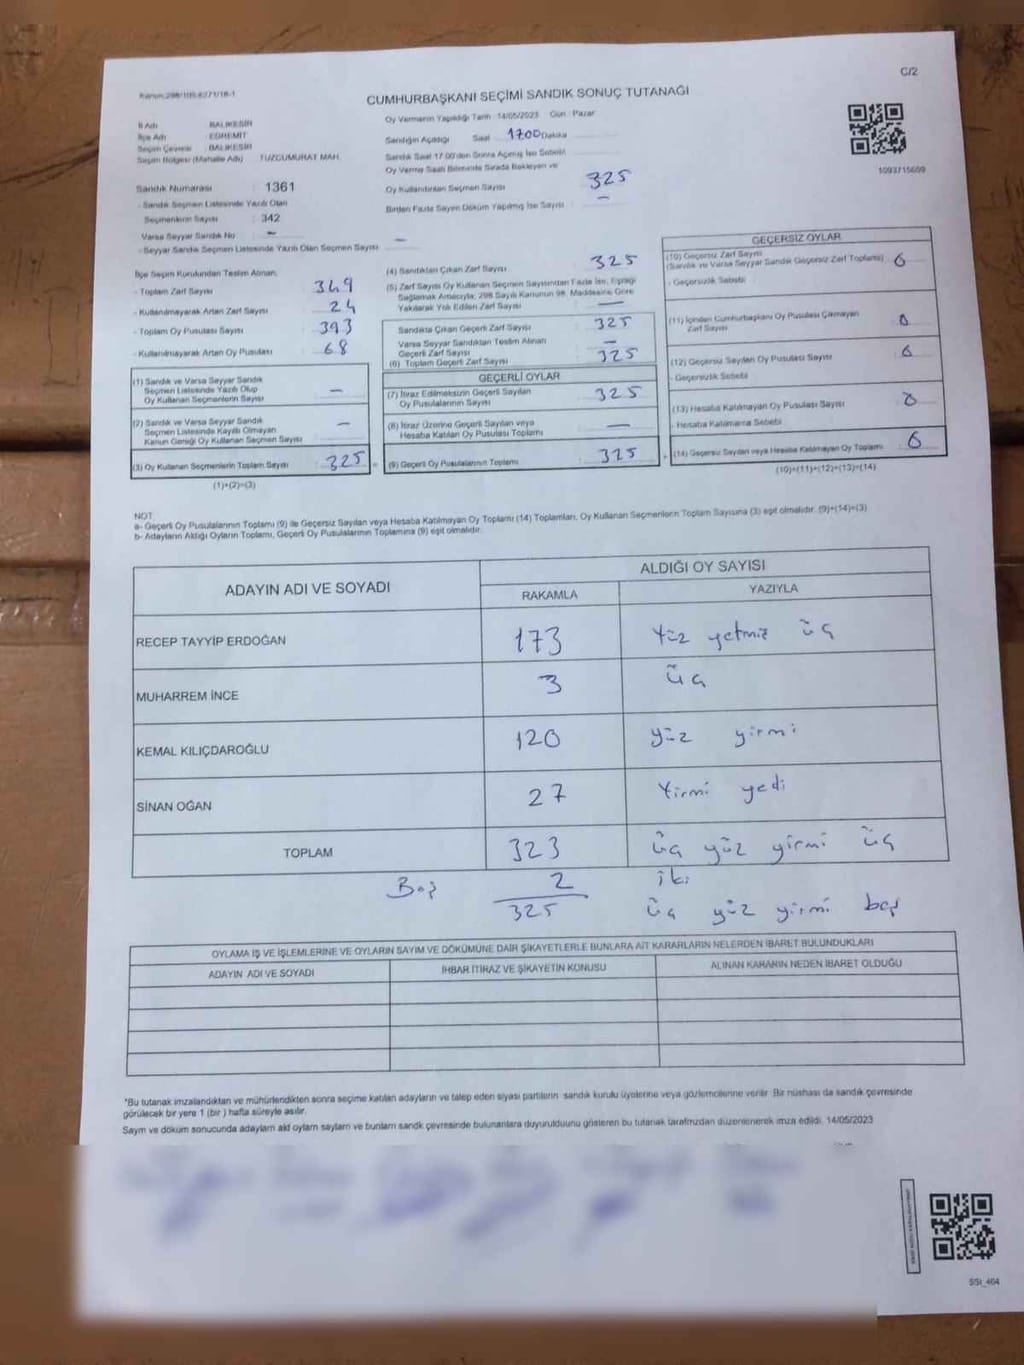 C/2
Kanun:298/105,6271/18-1
CUMHURBAŞKANI SEÇİMİ SANDIK SONUÇ TUTANAĞI
İl Adı : BALIKESİR
İlçe Adı : EDREMİT
Seçim Çevresi : BALIKESİR
Seçim Bölgesi (Mahalle Adı) TUZCUMURAT MAH.
Sandık Numarası : 1361
- Sandık Seçmen Listesinde Yazılı Olan
Seçmenlerin Sayısı : 342
Varsa Seyyar Sandık No : -
- Seyyar Sandık Seçmen Listesinde Yazılı Olan Seçmen Sayısı -
Oy Vermenin Yapıldığı Tarih 14/05/2023 Gün : Pazar
Sandığın Açıldığı Saat : 1700 Dakika
Sandık Saat 17.00'den Sonra Açılmış İse Sebebi
Oy Verme Saati Bitiminde Sırada Bekleyen ve
Oy Kullandırılan Seçmen Sayısı : 325
Birden Fazla Sayım Döküm Yapılmış İse Sayısı : -
1093715609
İlçe Seçim Kurulundan Teslim Alınan;
- Toplam Zarf Sayısı : 349
- Kullanılmayarak Artan Zarf Sayısı : 24
- Toplam Oy Pusulası Sayısı : 393
- Kullanılmayarak Artan Oy Pusulası : 68
(1) Sandık ve Varsa Seyyar Sandık
Seçmen Listesinde Yazılı Olup
Oy Kullanan Seçmenlerin Sayısı : -
(2) Sandık ve Varsa Seyyar Sandık
Seçmen Listesinde Kayıtlı Olmayan
Kanun Gereği Oy Kullanan Seçmen Sayısı : -
(3) Oy Kullanan Seçmenlerin Toplam Sayısı : 325
(1)+(2)=(3)
(4) Sandıktan Çıkan Zarf Sayısı : 325
(5) Zarf Sayısı Oy Kullanan Seçmen Sayısından Fazla İse, Eşitliği
Sağlamak Amacıyla; 298 Sayılı Kanunun 98. Maddesine Göre
Yakılarak Yok Edilen Zarf Sayısı : -
Sandıkta Çıkan Geçerli Zarf Sayısı : 325
Varsa Seyyar Sandıktan Teslim Alınan
Geçerli Zarf Sayısı : -
(6) Toplam Geçerli Zarf Sayısı : 325
GEÇERLİ OYLAR
(7) İtiraz Edilmeksizin Geçerli Sayılan
Oy Pusulalarının Sayısı : 325
(8) İtiraz Üzerine Geçerli Sayılan veya
Hesaba Katılan Oy Pusulası Toplamı : -
(9) Geçerli Oy Pusulalarının Toplamı : 325
GEÇERSİZ OYLAR
(10) Geçersiz Zarf Sayısı
(Sandık ve Varsa Seyyar Sandık Geçersiz Zarf Toplamı) : 0
- Geçersizlik Sebebi
(11) İçinden Cumhurbaşkanı Oy Pusulası Çıkmayan
Zarf Sayısı : 0
(12) Geçersiz Sayılan Oy Pusulası Sayısı : 0
- Geçersizlik Sebebi
(13) Hesaba Katılmayan Oy Pusulası Sayısı : 0
- Hesaba Katılmama Sebebi
(14) Geçersiz Sayılan veya Hesaba Katılmayan Oy Toplamı : 0
(10)+(11)+(12)+(13)=(14)
NOT:
a- Geçerli Oy Pusulalarının Toplamı (9) ile Geçersiz Sayılan veya Hesaba Katılmayan Oy Toplamı (14) Toplamları, Oy Kullanan Seçmenlerin Toplam Sayısına (3) eşit olmalıdır. (9)+(14)=(3)
b- Adayların Aldığı Oyların Toplamı, Geçerli Oy Pusulalarının Toplamına (9) eşit olmalıdır.
ADAYIN ADI VE SOYADI ALDIĞI OY SAYISI
RAKAMLA YAZIYLA
RECEP TAYYİP ERDOĞAN 173 Yüz yetmiş üç
MUHARREM İNCE 3 üç
KEMAL KILIÇDAROĞLU 120 yüz yirmi
SİNAN OĞAN 27 Yirmi yedi
TOPLAM 323 üç yüz yirmi üç
Boş 2 iki
325 üç yüz yirmi beş
OYLAMA İŞ VE İŞLEMLERİNE VE OYLARIN SAYIM VE DÖKÜMÜNE DAİR ŞİKAYETLERLE BUNLARA AİT KARARLARIN NELERDEN İBARET BULUNDUKLARI
ADAYIN ADI VE SOYADI İHBAR İTİRAZ VE ŞİKAYETİN KONUSU ALINAN KARARIN NEDEN İBARET OLDUĞU
*Bu tutanak imzalandıktan ve mühürlendikten sonra seçime katılan adayların ve talep eden siyasi partilerin sandık kurulu üyelerine veya gözlemcilerine verilir. Bir nüshası da sandık çevresinde
görülecek bir yere 1 (bir ) hafta süreyle asılır.
Sayım ve döküm sonucunda adayların aldı oyların sayıları ve bunların sandık çevresinde bulunanlara duyurulduunu gösteren bu tutanak tarafımızdan düzenlenerek imza edildi. 14/05/2023
SSI_464